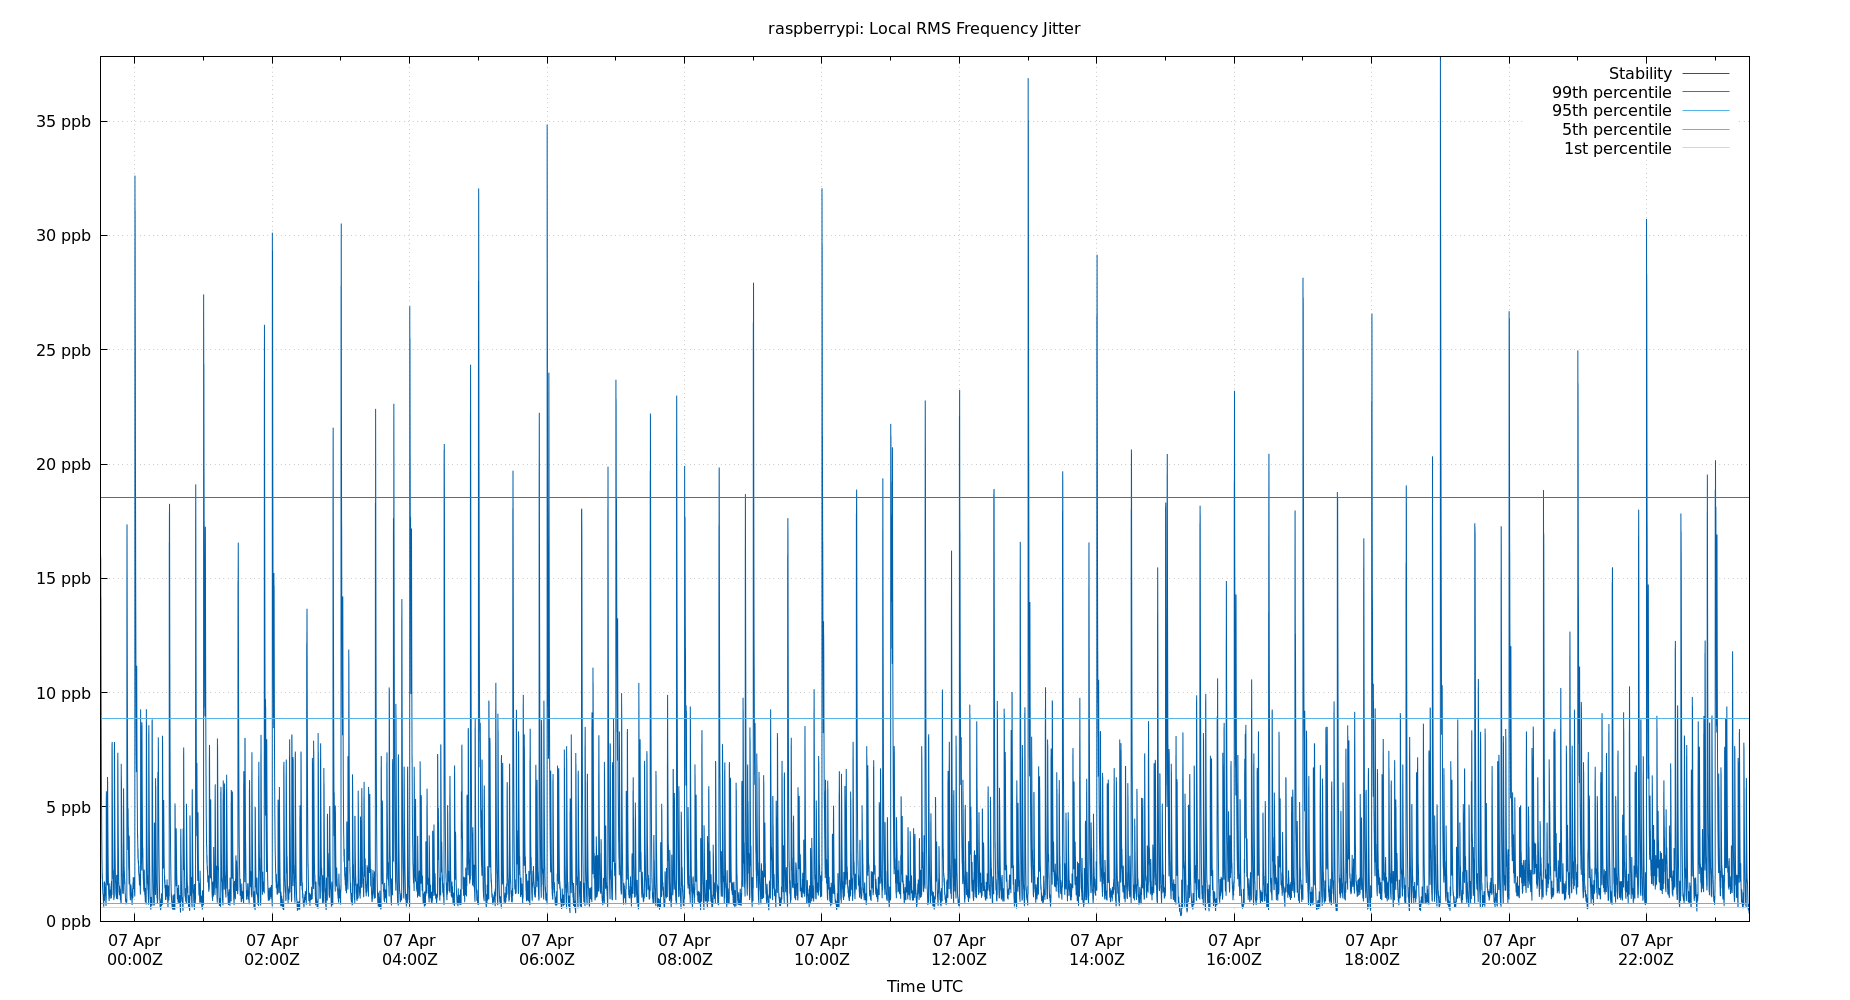 raspberrypi: Local RMS Frequency Jitter
Stability
99th percentile
95th percentile
5th percentile
1st percentile
35 ppb
30 ppb
25 ppb
20 ppb
15 ppb
10 ppb
5 ppb
0 ppb
07 Apr 07 Apr 07 Apr 07 Apr 07 Apr 07 Apr 07 Apr 07 Apr 07 Apr 07 Apr 07 Apr 07 Apr
00:00Z 02:00Z 04:00Z 06:00Z 08:00Z 10:00Z 12:00Z 14:00Z 16:00Z 18:00Z 20:00Z 22:00Z
Time UTC